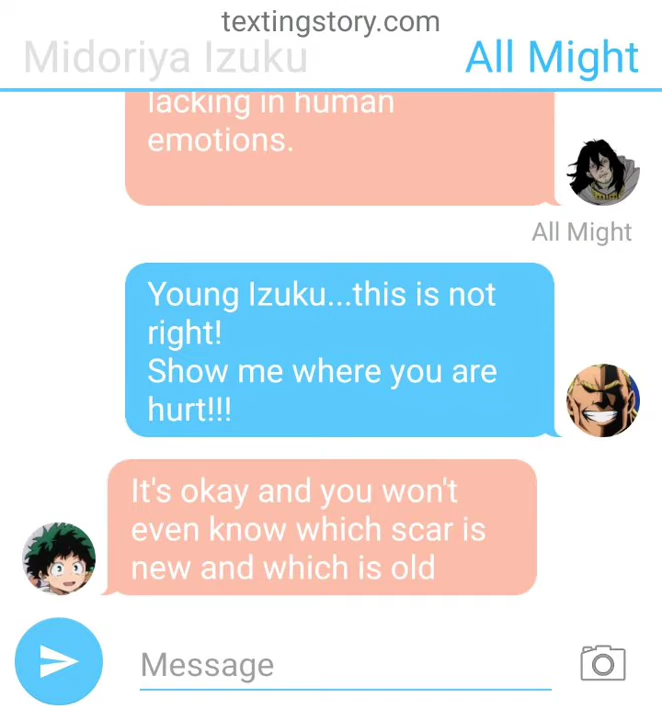 textingstory.com
Midoriya Izuku
All Might
lacking in human
emotions.
All Might
Young Izuku...this is not
right!
Show me where you are
hurt!!!
It's okay and you won't
even know which scar is
new and which is old
Message